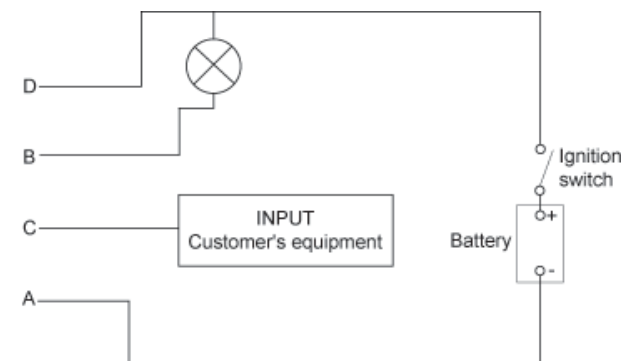 D
B
Ignition
switch
INPUT
Customer's equipment
C
+
Battery
-
A